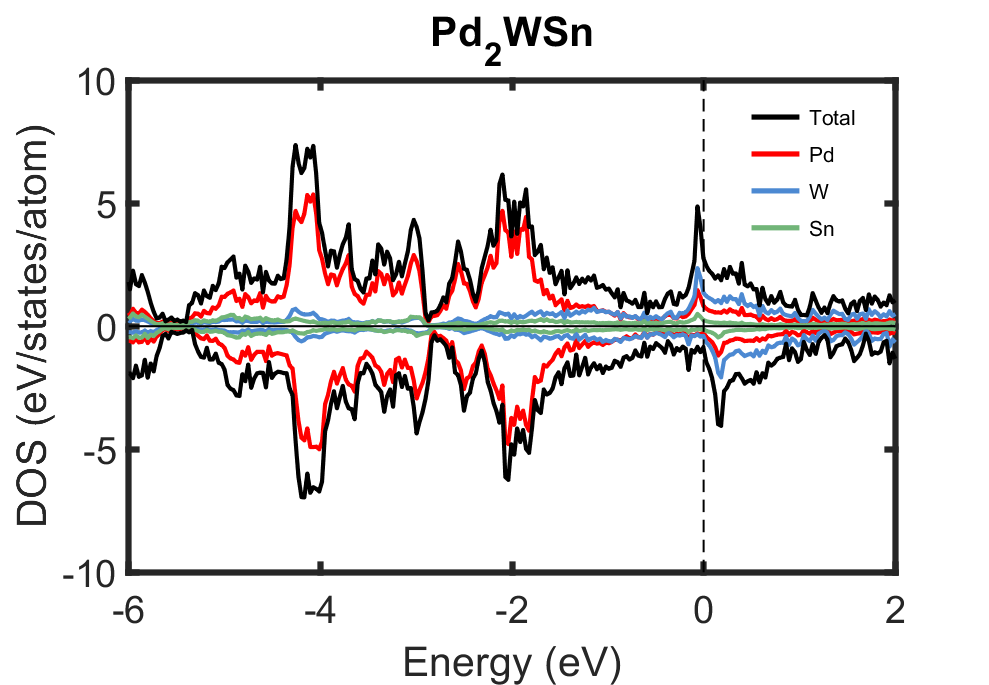 Pd₂WSn
10
5
0
-5
-10
DOS (eV/states/atom)
Total
Pd
W
Sn
-6 -4 -2 0 2
Energy (eV)